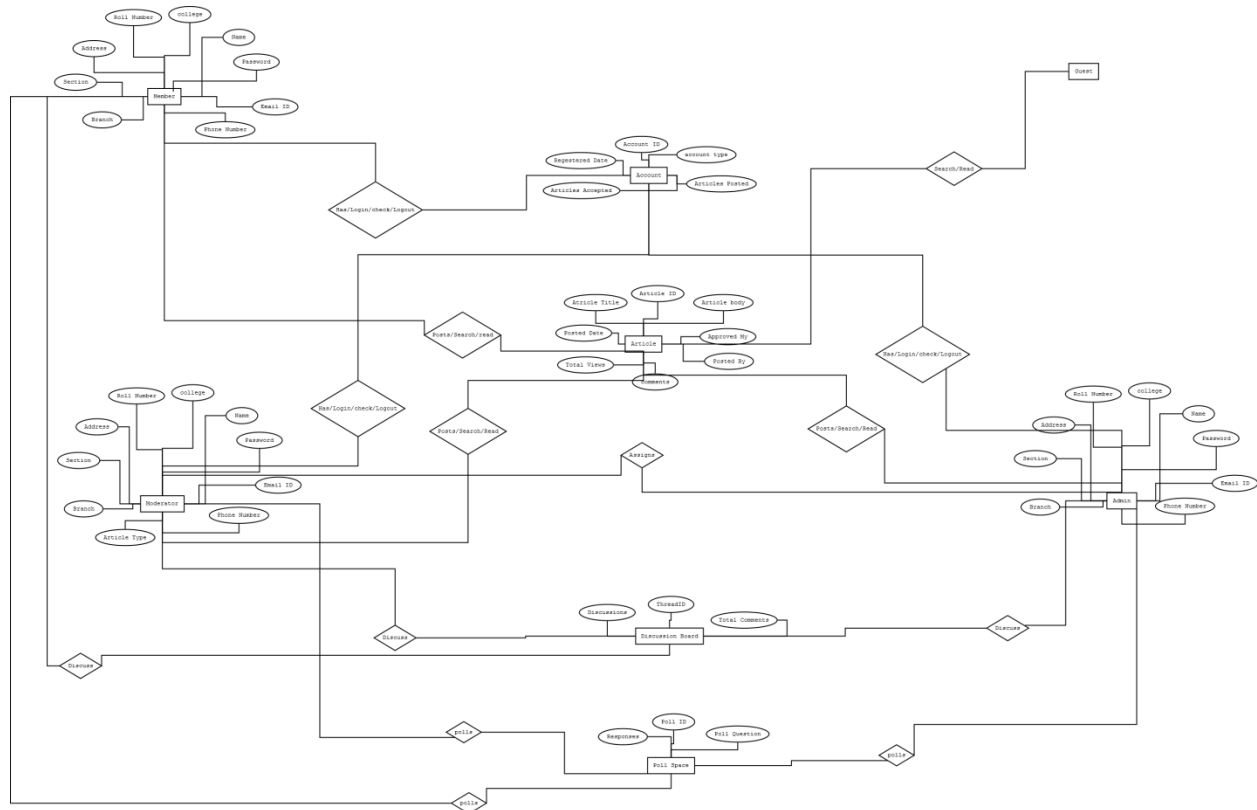 Roll Number
college
Name
Address
Password
Section
Member
Email ID
Branch
Phone Number
Guest
Account ID
account type
Regestered Date
Account
Search/Read
Articles Accepted
Articles Posted
Has/Login/check/Logout
Article ID
Atricle Title
Article body
Posted Date
Approved My
Posts/Search/read
Article
Has/Login/check/Logout
Total Views
Posted By
Comments
Roll Number
college
Name
Address
Has/Login/check/Logout
Posts/Search/Read
Posts/Search/Read
Roll Number
college
Name
Address
Password
Password
Section
Assigns
Section
Email ID
Email ID
Moderator
Branch
Phone Number
Article Type
Branch
Admin
Phone Number
Discussions
ThreadID
Total Comments
Discuss
Discussion Board
Discuss
Discuss
Poll ID
polls
Responses
Poll Question
Poll Space
polls
polls